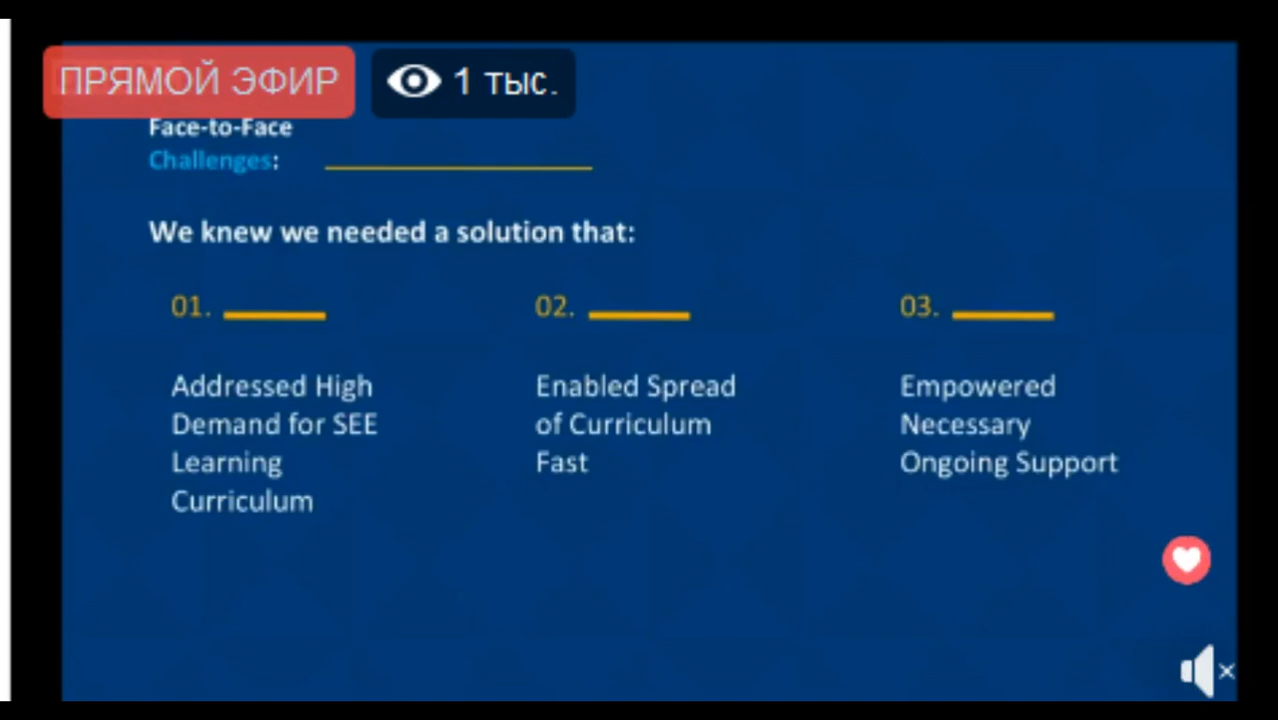 ПРЯМОЙ ЭФИР
1 тыс.
Face-to-Face
Challenges:
We knew we needed a solution that:
01.
Addressed High
Demand for SEE
Learning
Curriculum
02.
Enabled Spread
of Curriculum
Fast
03.
Empowered
Necessary
Ongoing Support